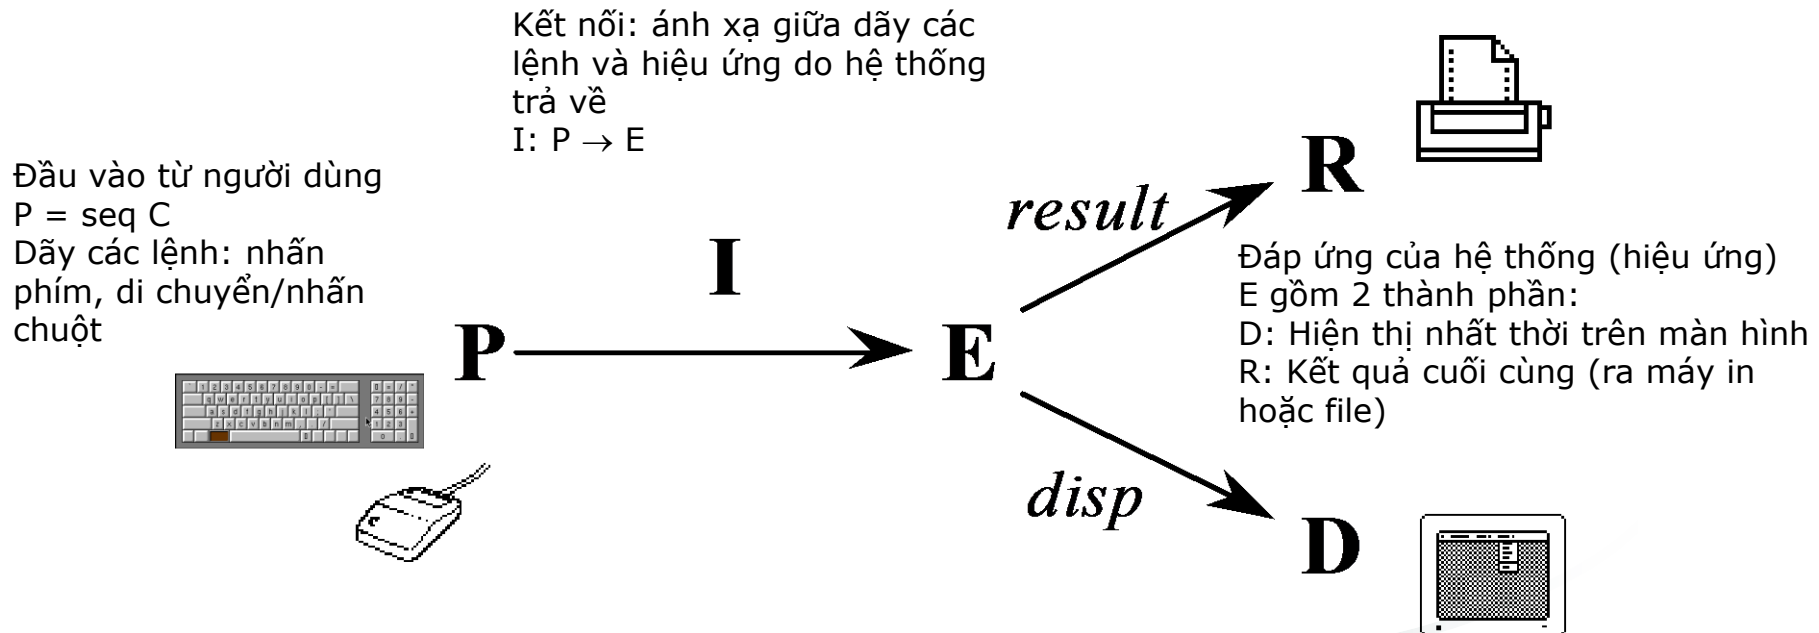 Kết nối: ánh xạ giữa dãy các
lệnh và hiệu ứng do hệ thống
trả về
I: P → E
Đầu vào từ người dùng
P = seq C
Dãy các lệnh: nhấn
phím, di chuyển/nhấn
chuột
I
P
E
result
disp
R
Đáp ứng của hệ thống (hiệu ứng)
E gồm 2 thành phần:
D: Hiện thị nhất thời trên màn hình
R: Kết quả cuối cùng (ra máy in
hoặc file)
D